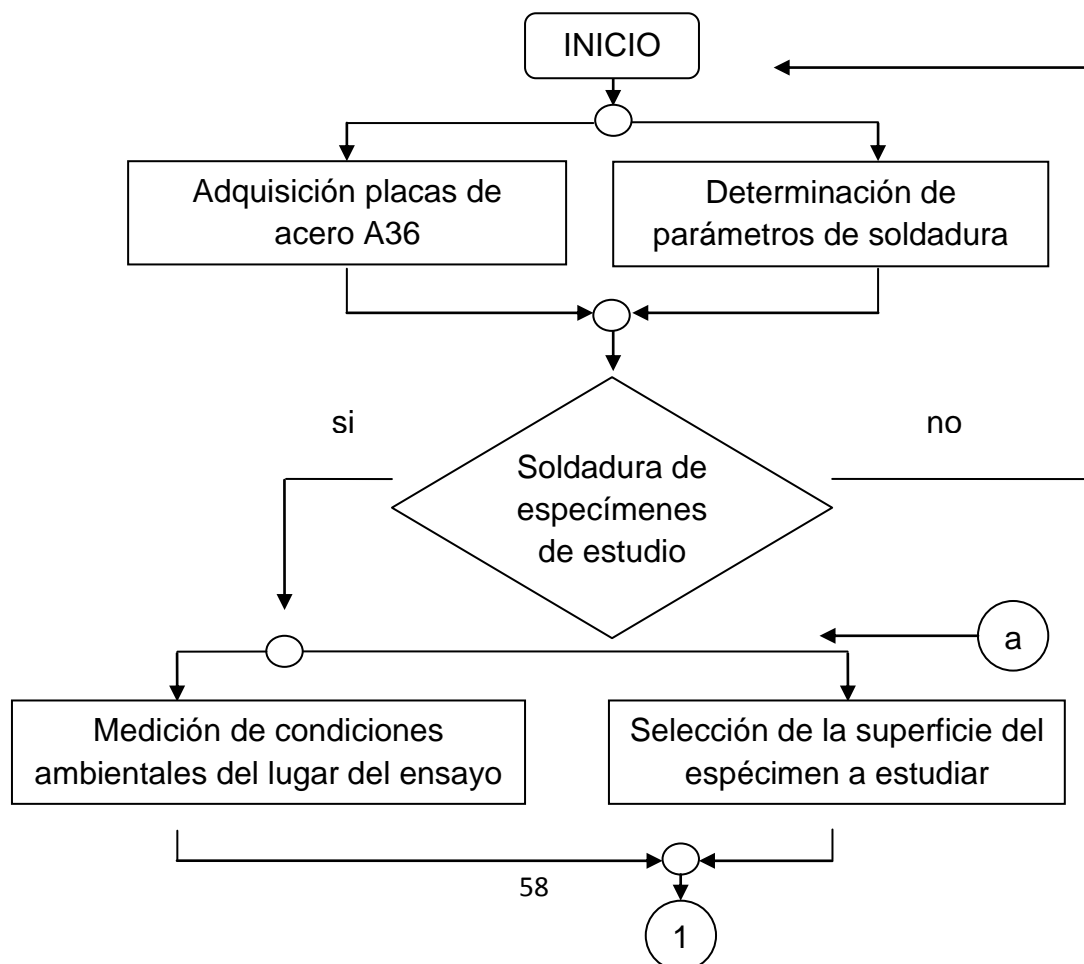 INICIO
Adquisición placas de
acero A36
Determinación de
parámetros de soldadura
si
no
Soldadura de
especímenes
de estudio
a
Medición de condiciones
ambientales del lugar del ensayo
Selección de la superficie del
espécimen a estudiar
58
1